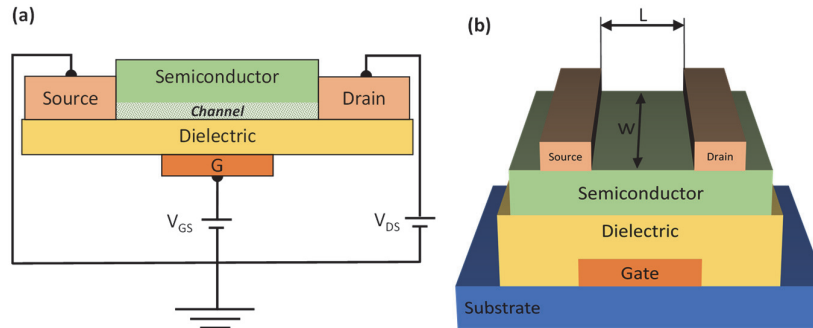 (a)
Semiconductor
Source
Channel
Drain
Dielectric
G
VGS
VDS
(b)
L
W
Source
Drain
Semiconductor
Dielectric
Gate
Substrate